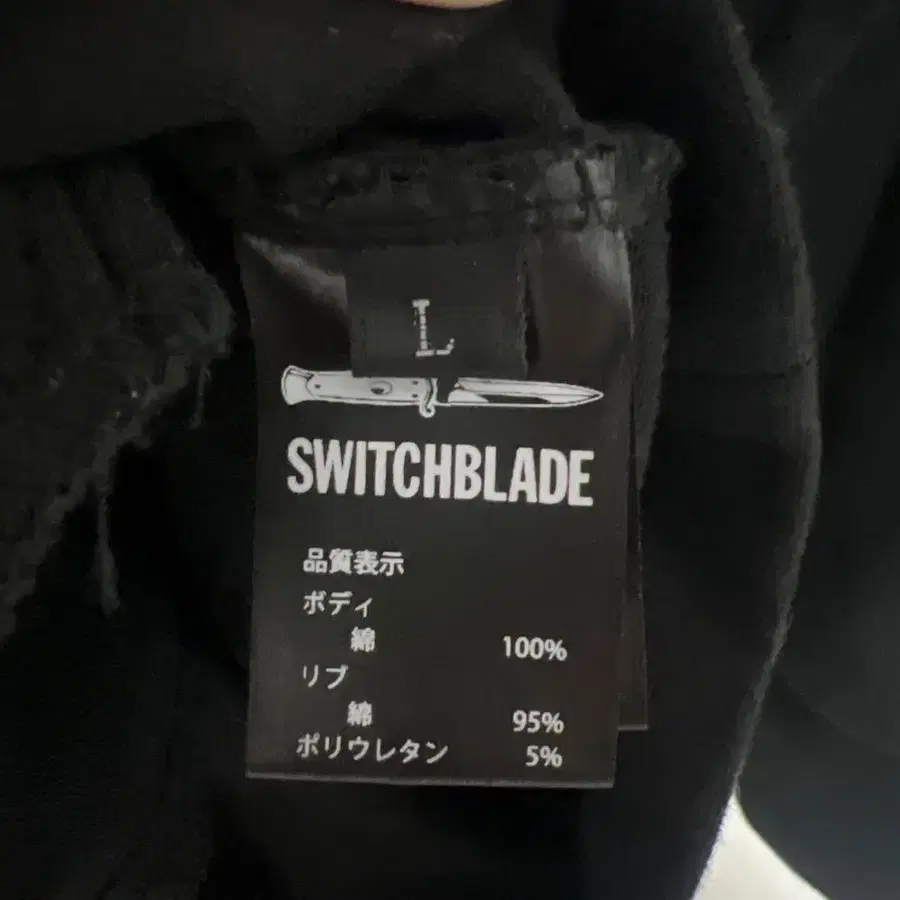 L
SWITCHBLADE
品質表示
ボディ
綿 100%
リブ
綿 95%
ポリウレタン 5%